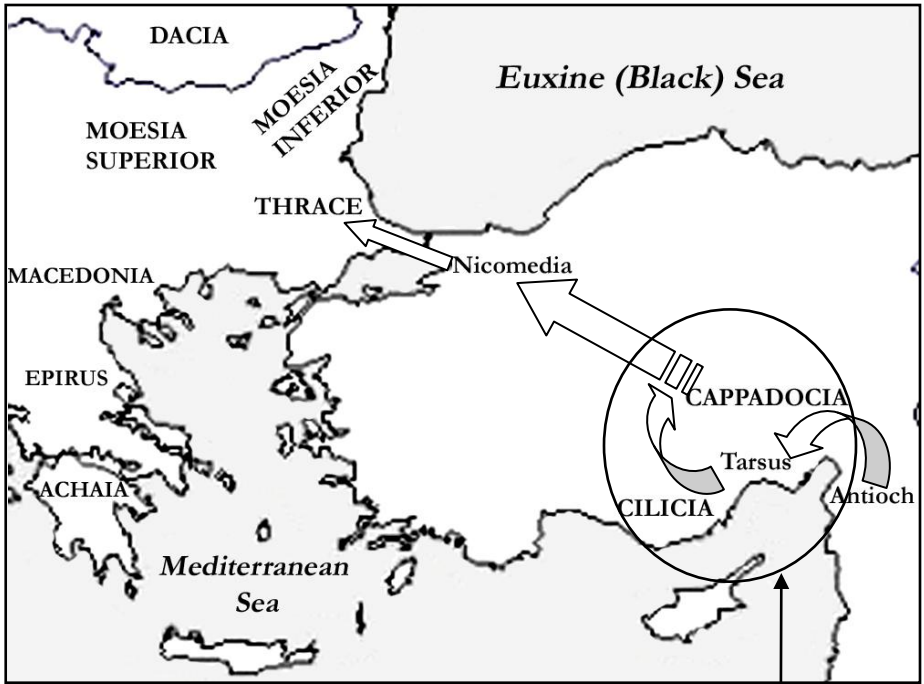 DACIA
Euxine (Black) Sea
MOESIA
INFERIOR
MOESIA
SUPERIOR
THRACE
Nicomedia
MACEDONIA
EPIRUS
CAPPADOCIA
Tarsus
ACHAIA
Antioch
CILICIA
Mediterranean
Sea